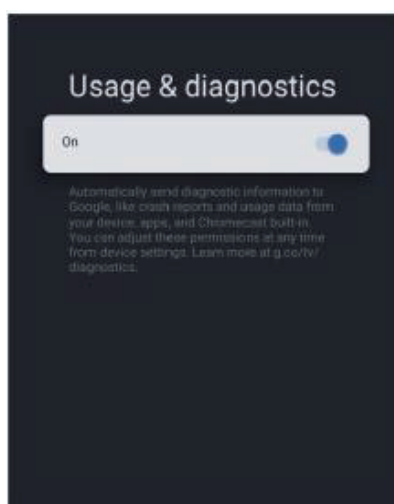 Usage & diagnostics
On
Automatically send diagnostic information to
Google, like crash reports and usage data from
your device, apps, and Chromecast built-in.
You can adjust these permissions at any time
from device settings. Learn more at g.co/tv/
diagnostics.